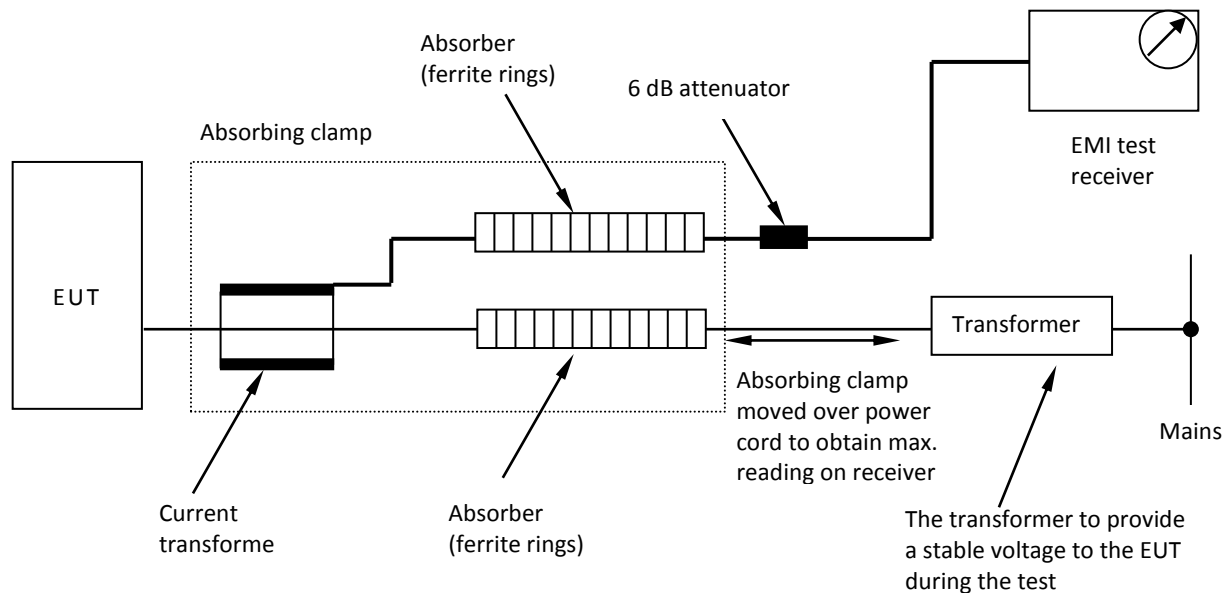 Absorber
(ferrite rings)
6 dB attenuator
Absorbing clamp
EMI test
receiver
EUT
Transformer
Absorbing clamp
moved over power
cord to obtain max.
reading on receiver
Mains
Current
transforme
Absorber
(ferrite rings)
The transformer to provide
a stable voltage to the EUT
during the test